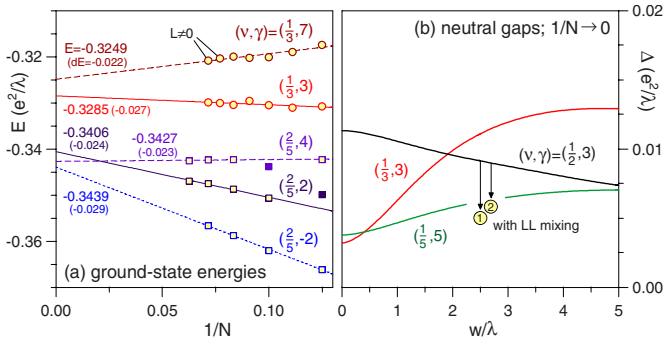 L≠0
(ν,γ)=(1/3,7)
E=-0.3249
(dE=-0.022)
-0.32
(1/3,3)
-0.3285 (-0.027)
-0.3406
(-0.024)
-0.3427
(-0.023)
(2/5,4)
-0.34
E (e²/λ)
(2/5,2)
-0.3439
(-0.029)
(2/5,-2)
-0.36
(a) ground-state energies
0.00
0.05
0.10
1/N
(b) neutral gaps; 1/N→0
0.02
Δ (e²/λ)
(1/3,3)
(ν,γ)=(1/2,3)
0.01
(1/5,5)
1
2
with LL mixing
0.00
0
1
2
3
4
5
w/λ